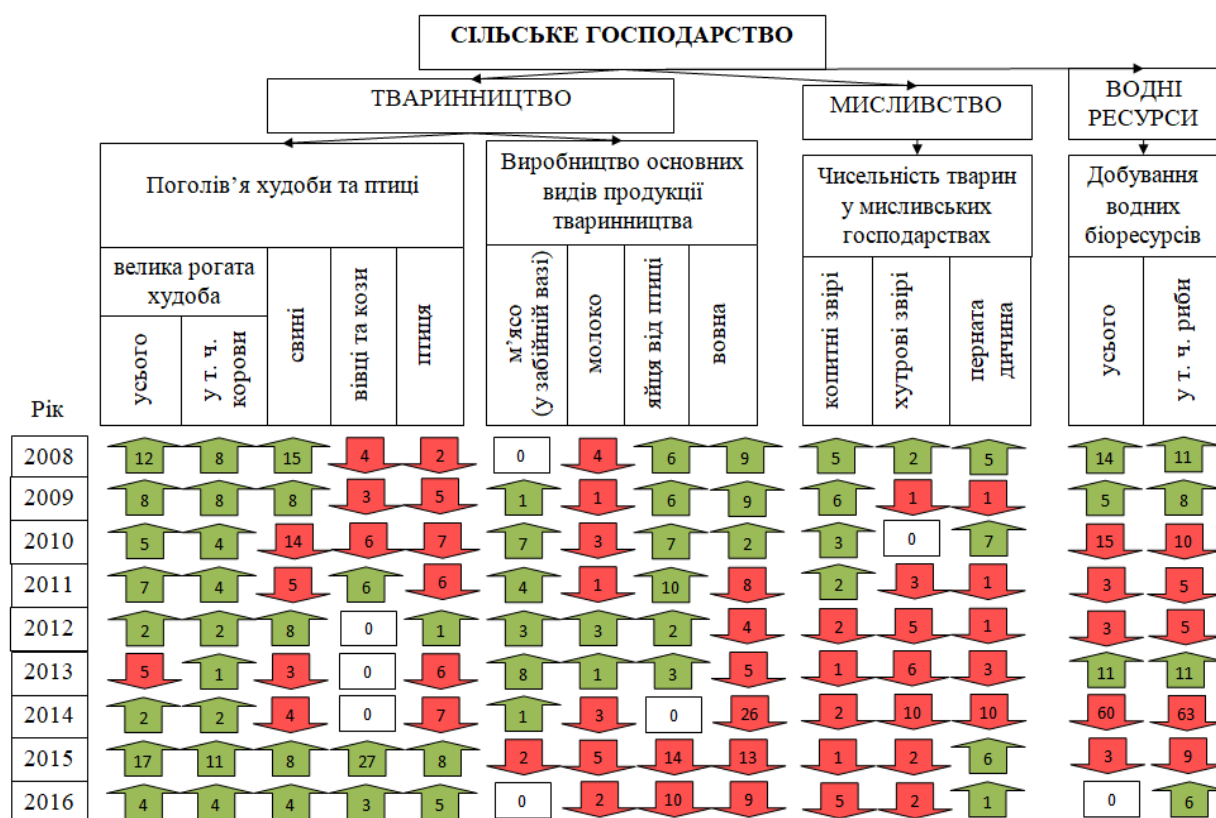 СІЛЬСЬКЕ ГОСПОДАРСТВО
ТВАРИННИЦТВО
МИСЛИВСТВО
ВОДНІ
РЕСУРСИ
Поголів’я худоби та птиці
Виробництво основних
видів продукції
тваринництва
Чисельність тварин
у мисливських
господарствах
Добування
водних
біоресурсів
велика рогата
худоба
усього
у т. ч.
корови
свині
вівці та кози
птиця
м’ясо
(у забійній вазі)
молоко
яйця від птиці
вовна
копитні звірі
хутрові звірі
перната
дичина
усього
у т. ч. риби
Рік
2008 12 8 15 4 2 0 4 6 9 5 2 5 14 11
2009 8 8 8 3 5 1 1 6 9 6 1 1 5 8
2010 5 4 14 6 7 7 3 7 2 3 0 7 15 10
2011 7 4 5 6 6 4 1 10 8 2 3 1 3 5
2012 2 2 8 0 1 3 3 2 4 2 5 1 3 5
2013 5 1 3 0 6 8 1 3 5 1 6 3 11 11
2014 2 2 4 0 7 1 3 0 26 2 10 10 60 63
2015 17 11 8 27 8 2 5 14 13 1 2 6 3 9
2016 4 4 4 3 5 0 2 10 9 5 2 1 0 6